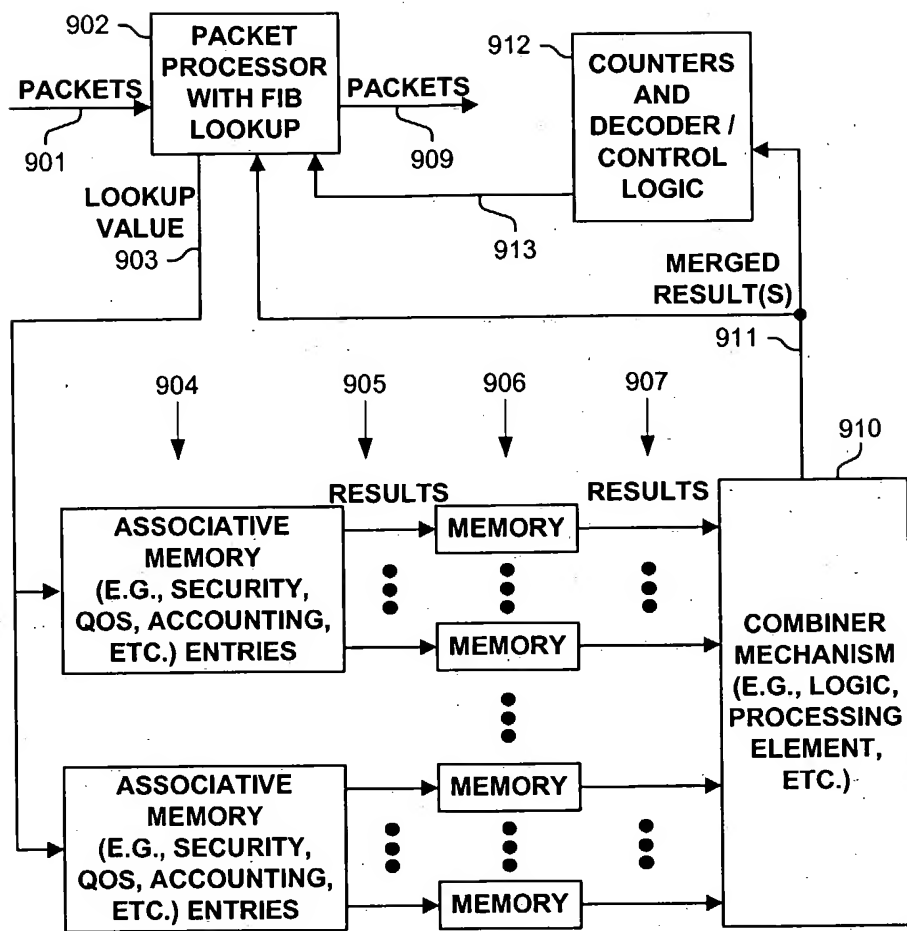 902
PACKET
PROCESSOR
WITH FIB
LOOKUP
PACKETS
901
PACKETS
909
912
COUNTERS
AND
DECODER /
CONTROL
LOGIC
LOOKUP
VALUE
903
913
MERGED
RESULT(S)
911
904
905
906
907
910
RESULTS
RESULTS
ASSOCIATIVE
MEMORY
(E.G., SECURITY,
QOS, ACCOUNTING,
ETC.) ENTRIES
MEMORY
MEMORY
COMBINER
MECHANISM
(E.G., LOGIC,
PROCESSING
ELEMENT,
ETC.)
ASSOCIATIVE
MEMORY
(E.G., SECURITY,
QOS, ACCOUNTING,
ETC.) ENTRIES
MEMORY
MEMORY